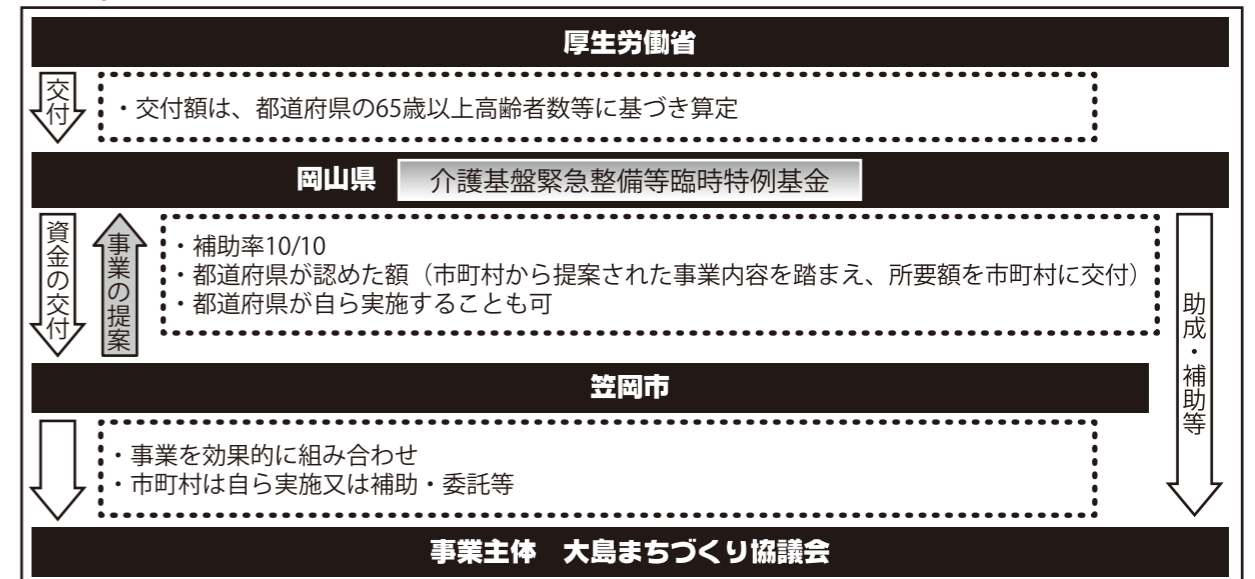 厚生労働省
交付
・交付額は、都道府県の65歳以上高齢者数等に基づき算定
岡山県 介護基盤緊急整備等臨時特例基金
資金の交付
事業の提案
・補助率10/10
・都道府県が認めた額（市町村から提案された事業内容を踏まえ、所要額を市町村に交付）
・都道府県が自ら実施することも可
助成・補助等
笠岡市
・事業を効果的に組み合わせ
・市町村は自ら実施又は補助・委託等
事業主体 大島まちづくり協議会